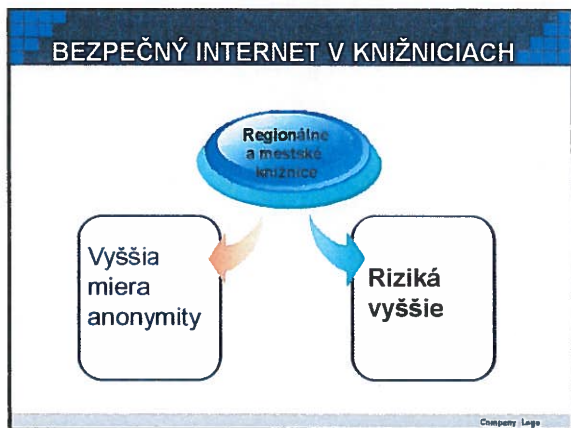 BEZPEČNÝ INTERNET V KNIŽNICIACH
Regionálne
a mestské
knižnice
Vyššia
miera
anonymity
Riziká
vyššie
Company Logo